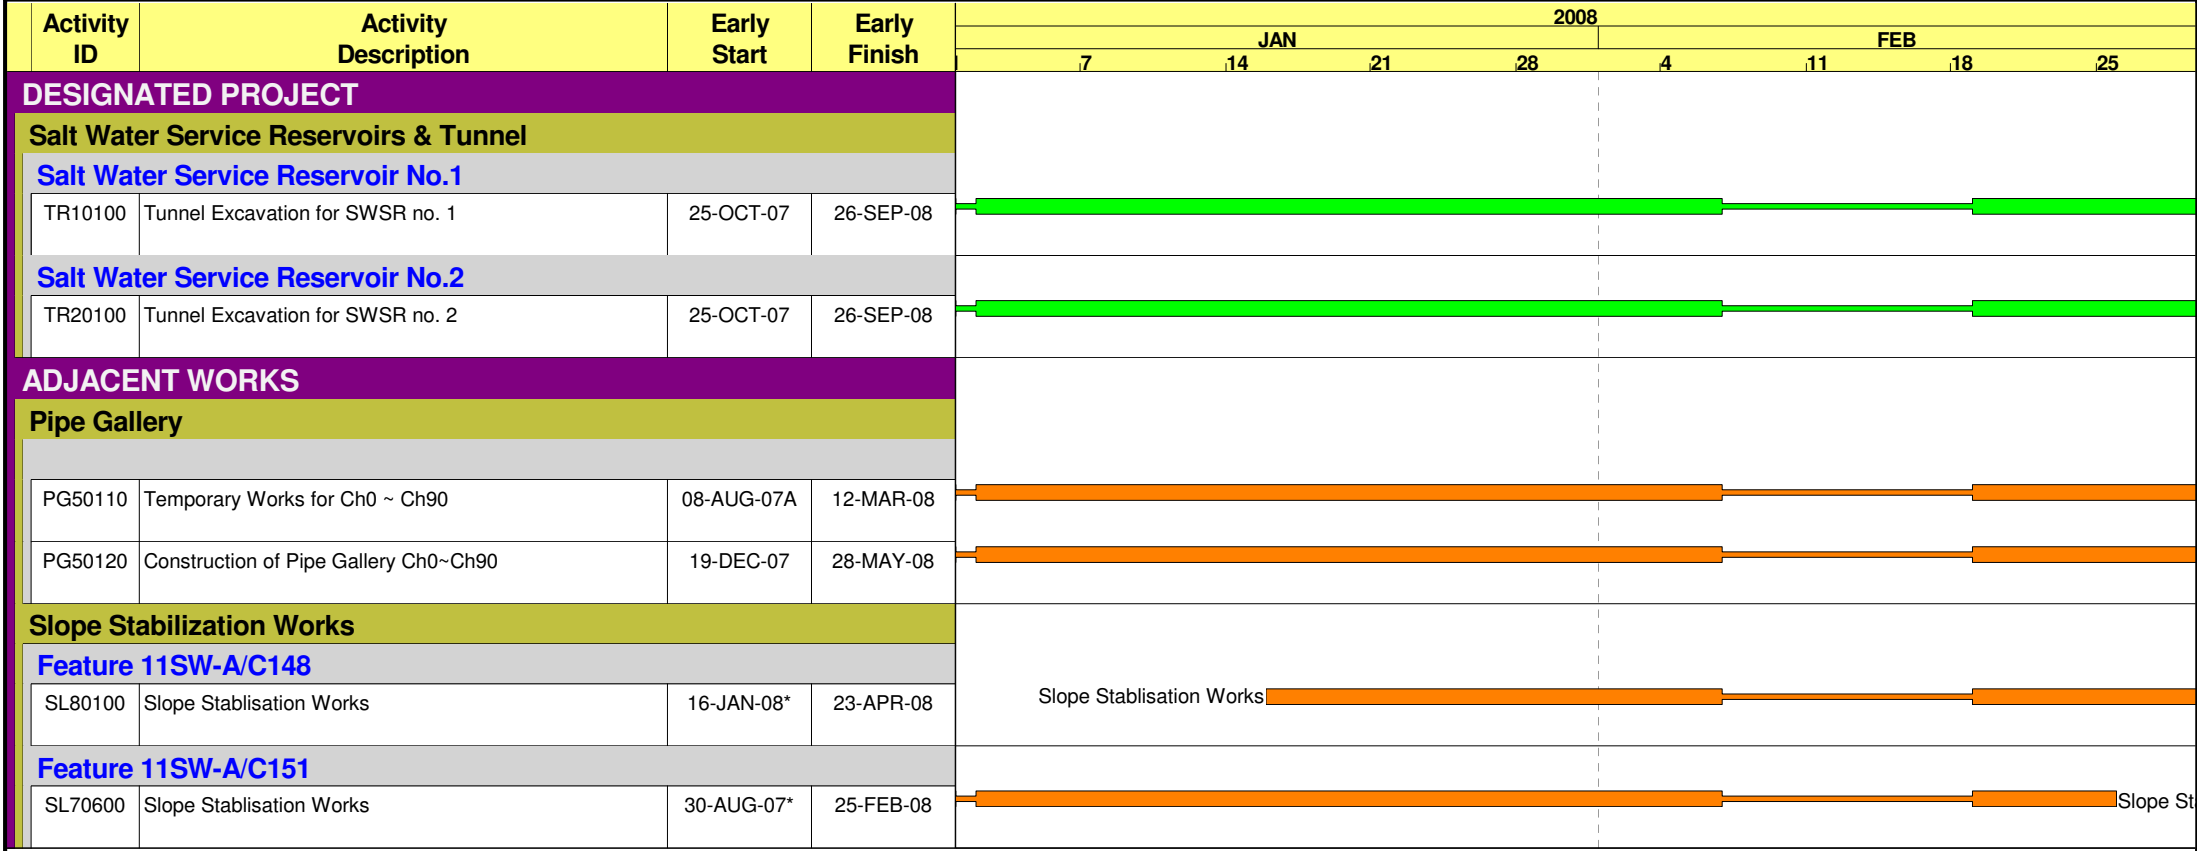 Activity ID Activity Description Early Start Early Finish 2008
JAN FEB
7 14 21 28 4 11 18 25
DESIGNATED PROJECT
Salt Water Service Reservoirs & Tunnel
Salt Water Service Reservoir No.1
TR10100 Tunnel Excavation for SWSR no. 1 25-OCT-07 26-SEP-08
Salt Water Service Reservoir No.2
TR20100 Tunnel Excavation for SWSR no. 2 25-OCT-07 26-SEP-08
ADJACENT WORKS
Pipe Gallery
PG50110 Temporary Works for Ch0 ~ Ch90 08-AUG-07A 12-MAR-08
PG50120 Construction of Pipe Gallery Ch0~Ch90 19-DEC-07 28-MAY-08
Slope Stabilization Works
Feature 11SW-A/C148
SL80100 Slope Stablisation Works 16-JAN-08* 23-APR-08 Slope Stablisation Works
Feature 11SW-A/C151
SL70600 Slope Stablisation Works 30-AUG-07* 25-FEB-08 Slope St